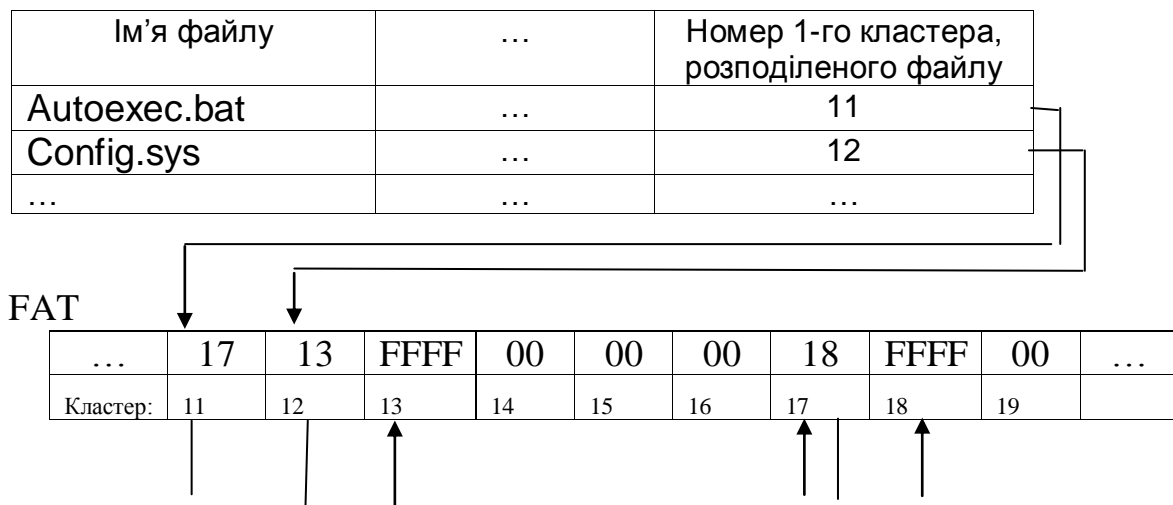 Ім’я файлу … Номер 1-го кластера,
розподіленого файлу
Autoexec.bat … 11
Config.sys … 12
… … …
FAT
… 17 13 FFFF 00 00 00 18 FFFF 00 …
Кластер: 11 12 13 14 15 16 17 18 19